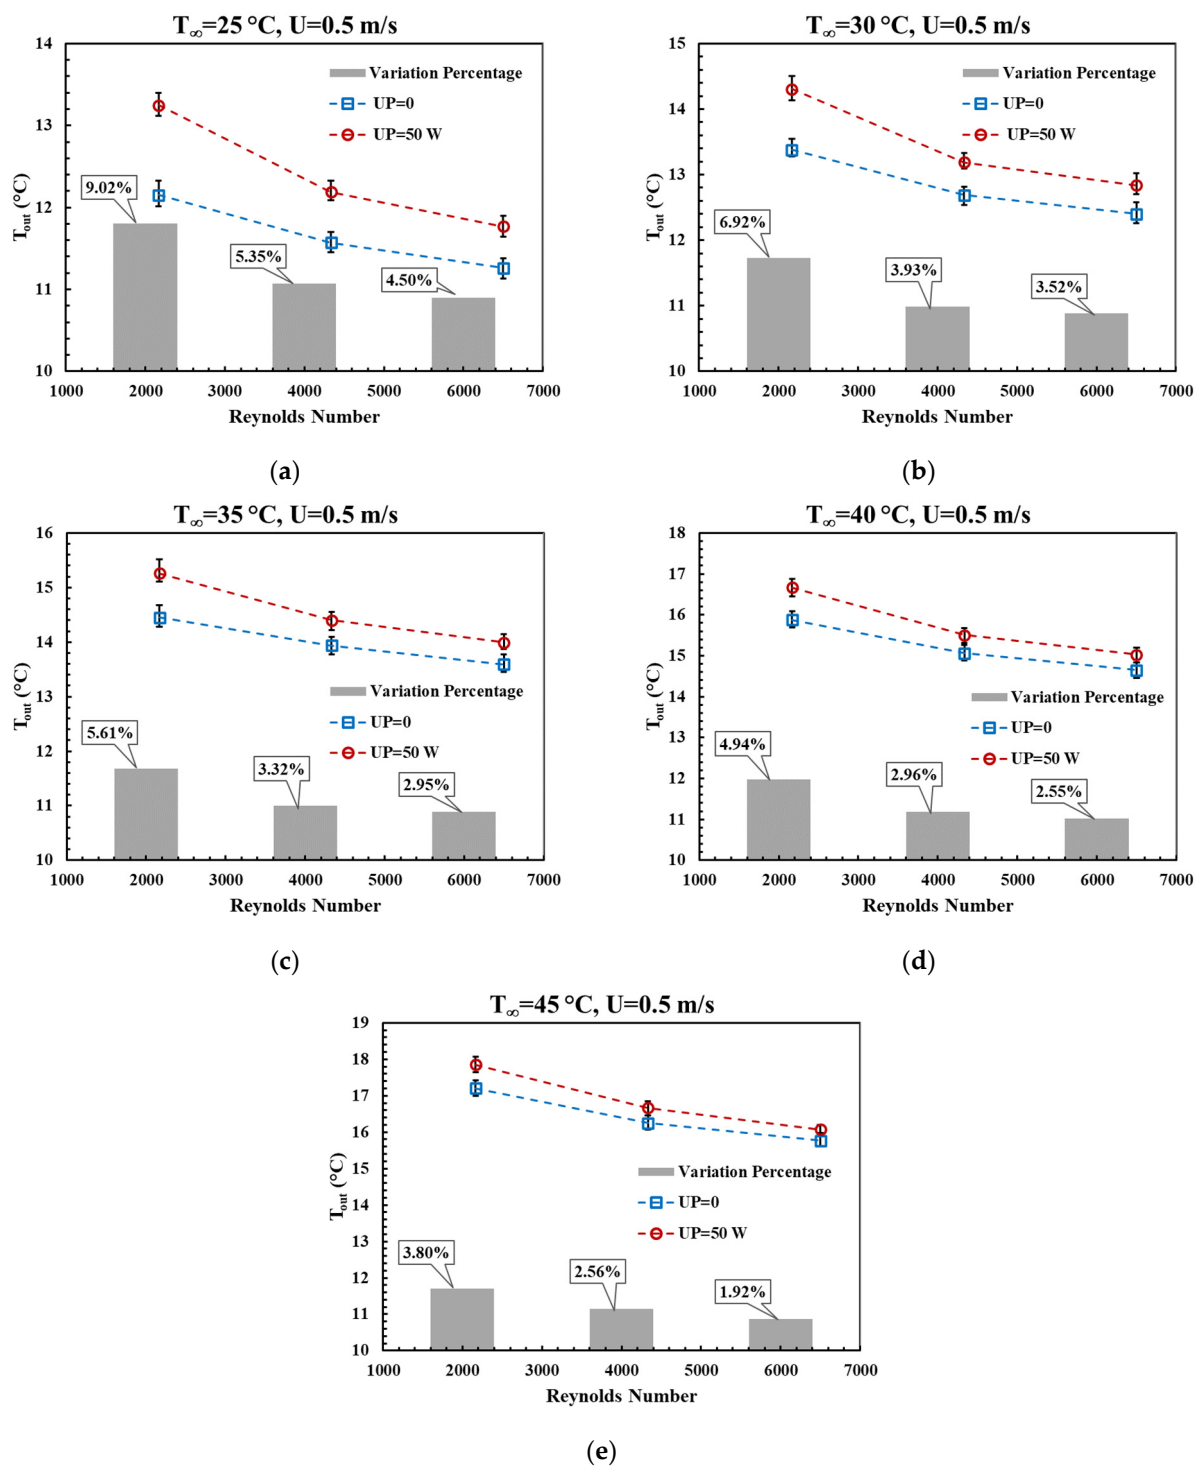 T∞=25 °C, U=0.5 m/s
14
13
12
11
10
T_out (°C)
Variation Percentage
UP=0
UP=50 W
9.02%
5.35%
4.50%
1000 2000 3000 4000 5000 6000 7000
Reynolds Number
(a)
T∞=30 °C, U=0.5 m/s
15
14
13
12
11
10
T_out (°C)
Variation Percentage
UP=0
UP=50 W
6.92%
3.93%
3.52%
1000 2000 3000 4000 5000 6000 7000
Reynolds Number
(b)
T∞=35 °C, U=0.5 m/s
16
15
14
13
12
11
10
T_out (°C)
Variation Percentage
UP=0
UP=50 W
5.61%
3.32%
2.95%
1000 2000 3000 4000 5000 6000 7000
Reynolds Number
(c)
T∞=40 °C, U=0.5 m/s
18
17
16
15
14
13
12
11
10
T_out (°C)
Variation Percentage
UP=0
UP=50 W
4.94%
2.96%
2.55%
1000 2000 3000 4000 5000 6000 7000
Reynolds Number
(d)
T∞=45 °C, U=0.5 m/s
19
18
17
16
15
14
13
12
11
10
T_out (°C)
Variation Percentage
UP=0
UP=50 W
3.80%
2.56%
1.92%
1000 2000 3000 4000 5000 6000 7000
Reynolds Number
(e)